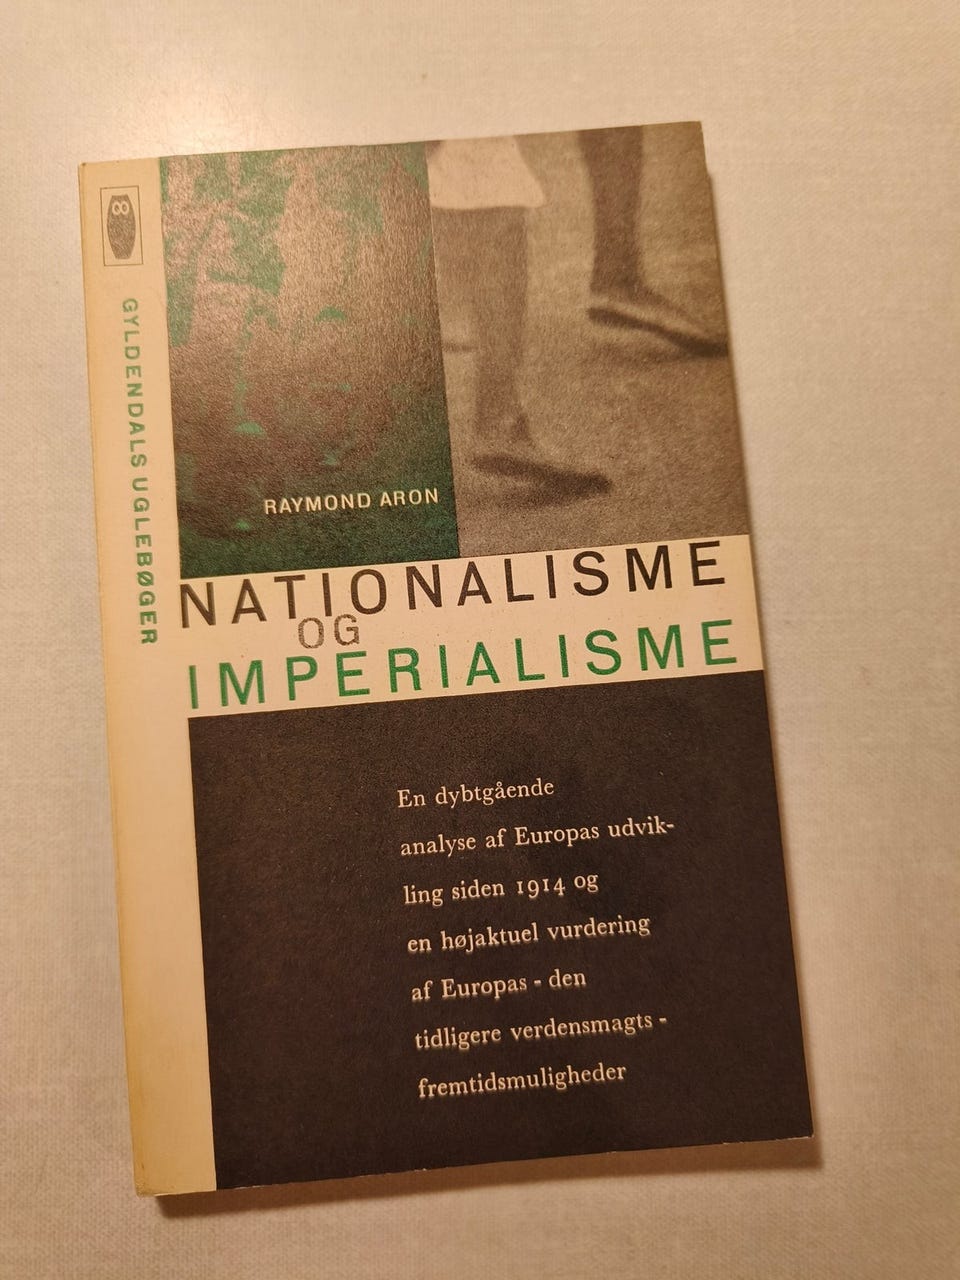 GYLDENDALS UGLEBØGER
RAYMOND ARON
NATIONALISME
OG
IMPERIALISME
En dybtgående
analyse af Europas udvik-
ling siden 1914 og
en højaktuel vurdering
af Europas - den
tidligere verdensmagts -
fremtidsmuligheder